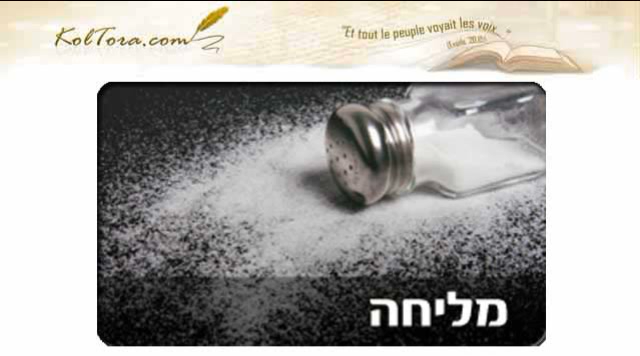 KolTora.com
"Et tout le peuple voyait les voix..."
מליחה